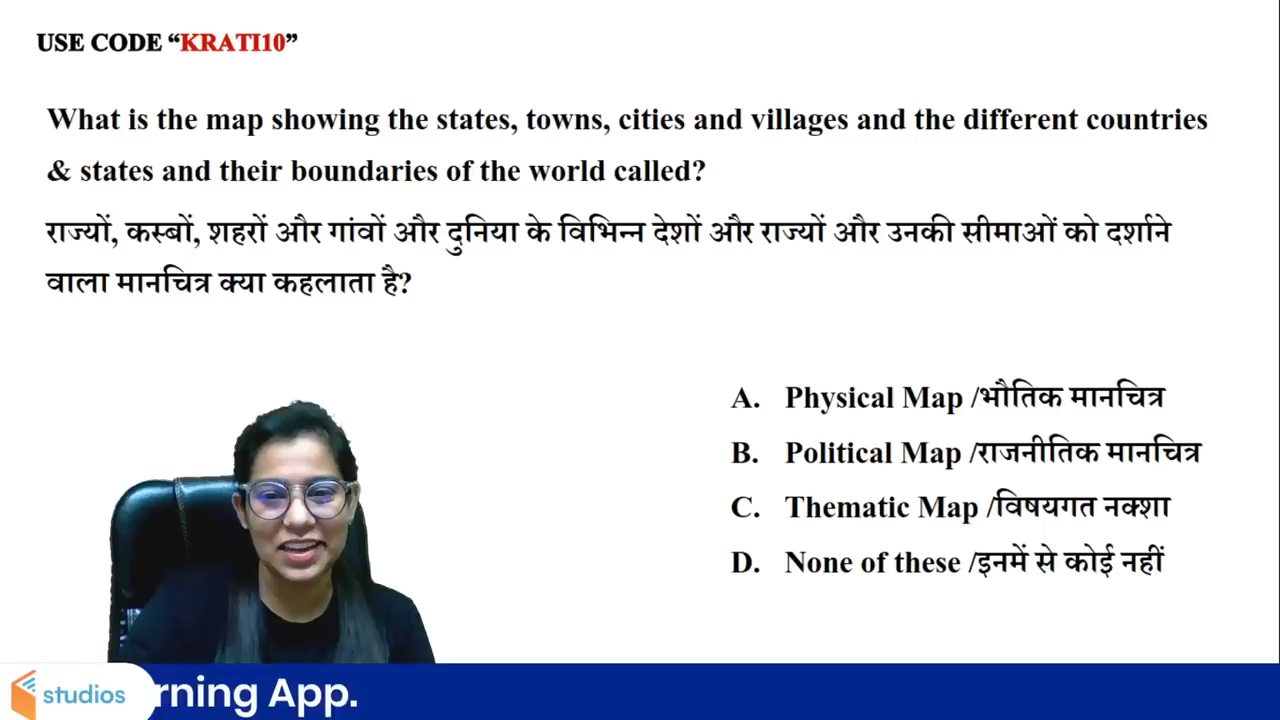 USE CODE “KRATI10”
What is the map showing the states, towns, cities and villages and the different countries
& states and their boundaries of the world called?
राज्यों, कस्बों, शहरों और गांवों और दुनिया के विभिन्न देशों और राज्यों और उनकी सीमाओं को दर्शाने
वाला मानचित्र क्या कहलाता है?
A. Physical Map /भौतिक मानचित्र
B. Political Map /राजनीतिक मानचित्र
C. Thematic Map /विषयगत नक्शा
D. None of these /इनमें से कोई नहीं
studios
rning App.